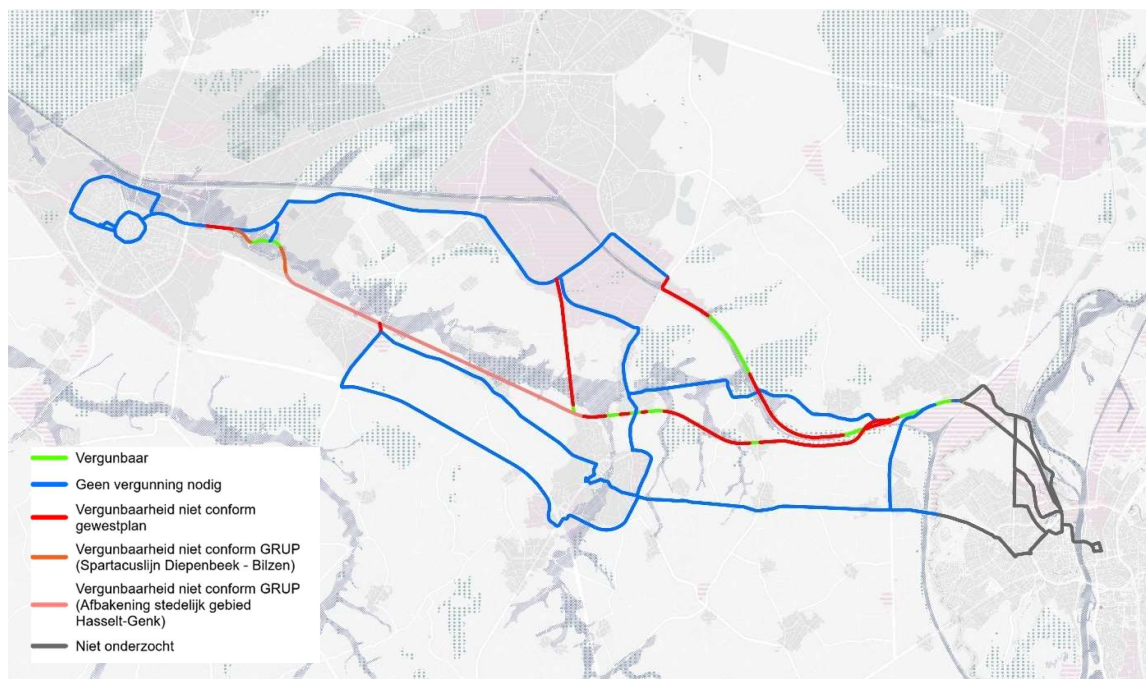 Vergunbaar
Geen vergunning nodig
Vergunbaarheid niet conform
gewestplan
Vergunbaarheid niet conform GRUP
(Spartacuslijn Diepenbeek - Bilzen)
Vergunbaarheid niet conform GRUP
(Afbakening stedelijk gebied
Hasselt-Genk)
Niet onderzocht